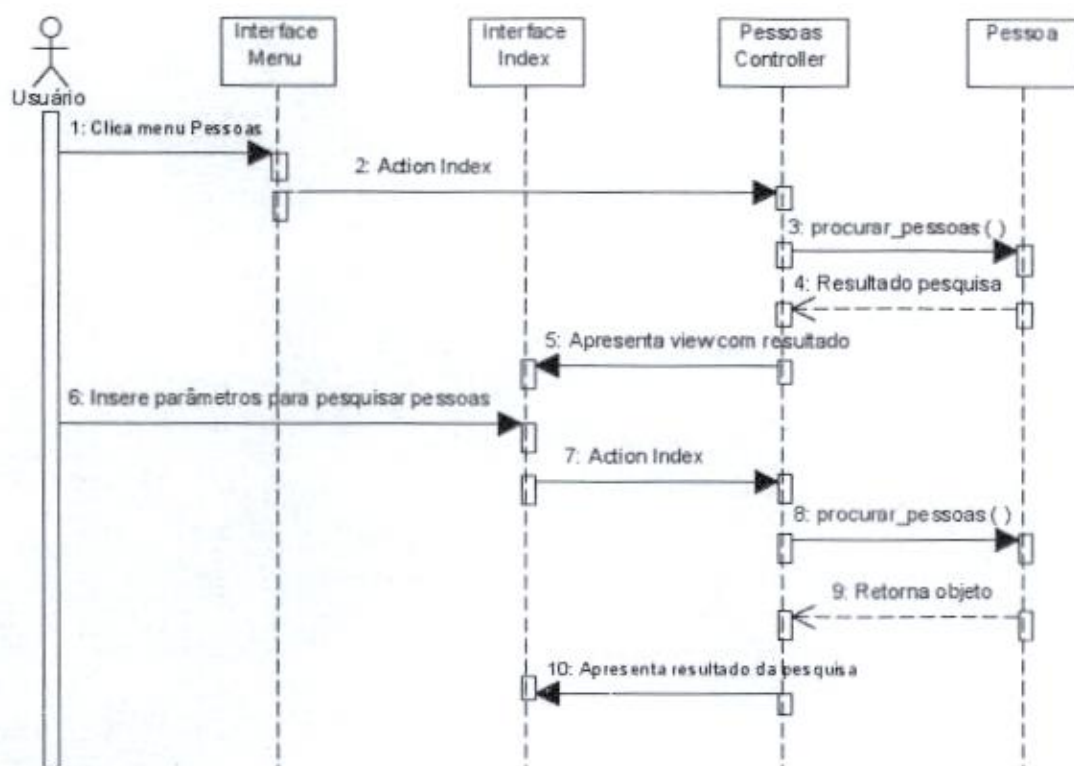 Interface
Menu
Interface
Index
Pessoas
Controller
Pessoa
Usuário
1: Clica menu Pessoas
2: Action Index
3: procurar_pessoas ( )
4: Resultado pesquisa
5: Apresenta view com resultado
6: Insere parâmetros para pesquisar pessoas
7: Action Index
8: procurar_pessoas ( )
9: Retorna objeto
10: Apresenta resultado da pesquisa